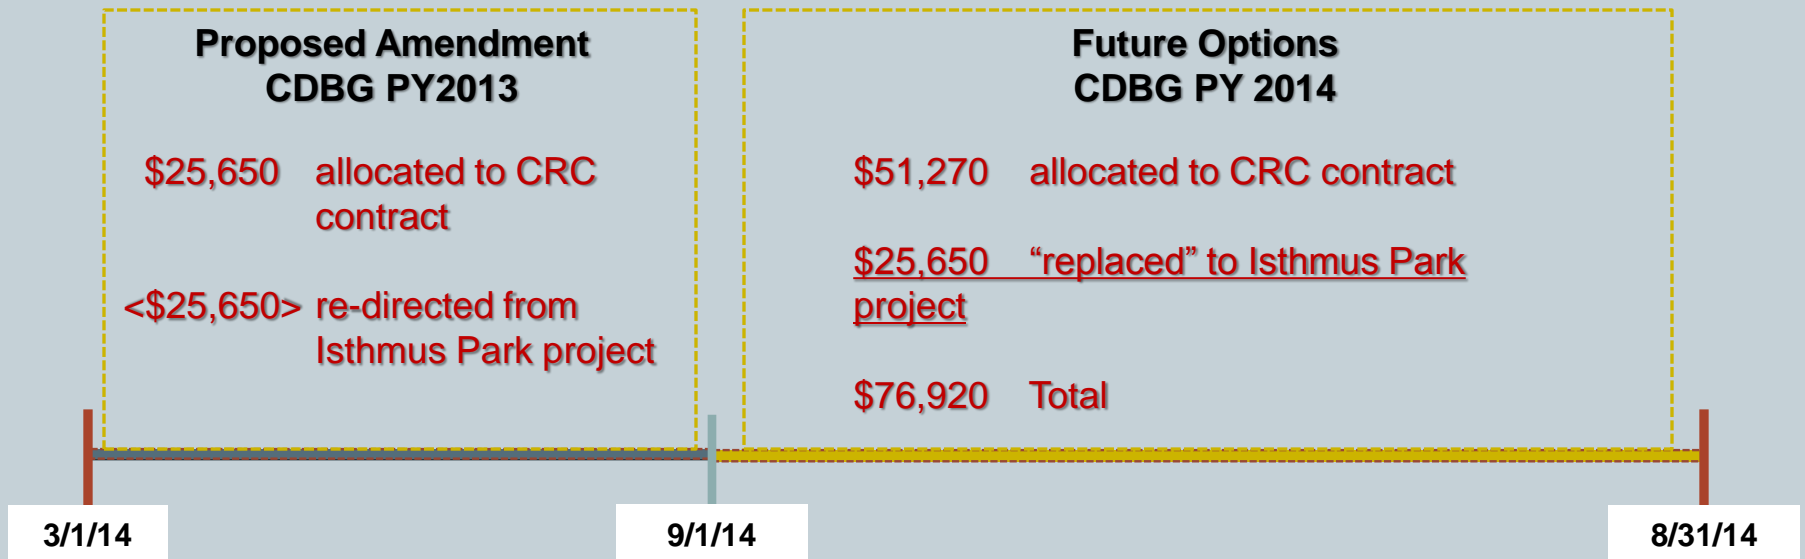 Proposed Amendment
CDBG PY2013
$25,650 allocated to CRC
contract
<$25,650> re-directed from
Isthmus Park project
Future Options
CDBG PY 2014
$51,270 allocated to CRC contract
$25,650 “replaced” to Isthmus Park
project
$76,920 Total
3/1/14
9/1/14
8/31/14